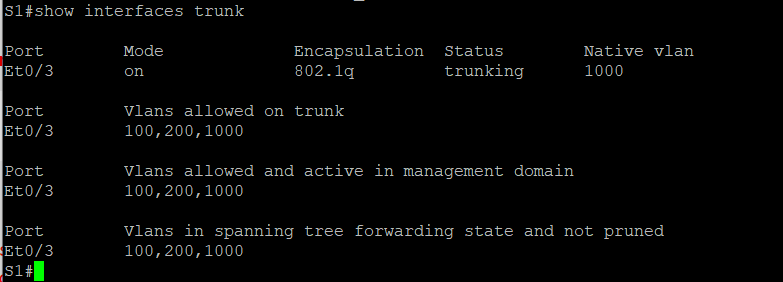 S1#show interfaces trunk
Port Mode Encapsulation Status Native vlan
Et0/3 on 802.1q trunking 1000
Port Vlans allowed on trunk
Et0/3 100,200,1000
Port Vlans allowed and active in management domain
Et0/3 100,200,1000
Port Vlans in spanning tree forwarding state and not pruned
Et0/3 100,200,1000
S1#